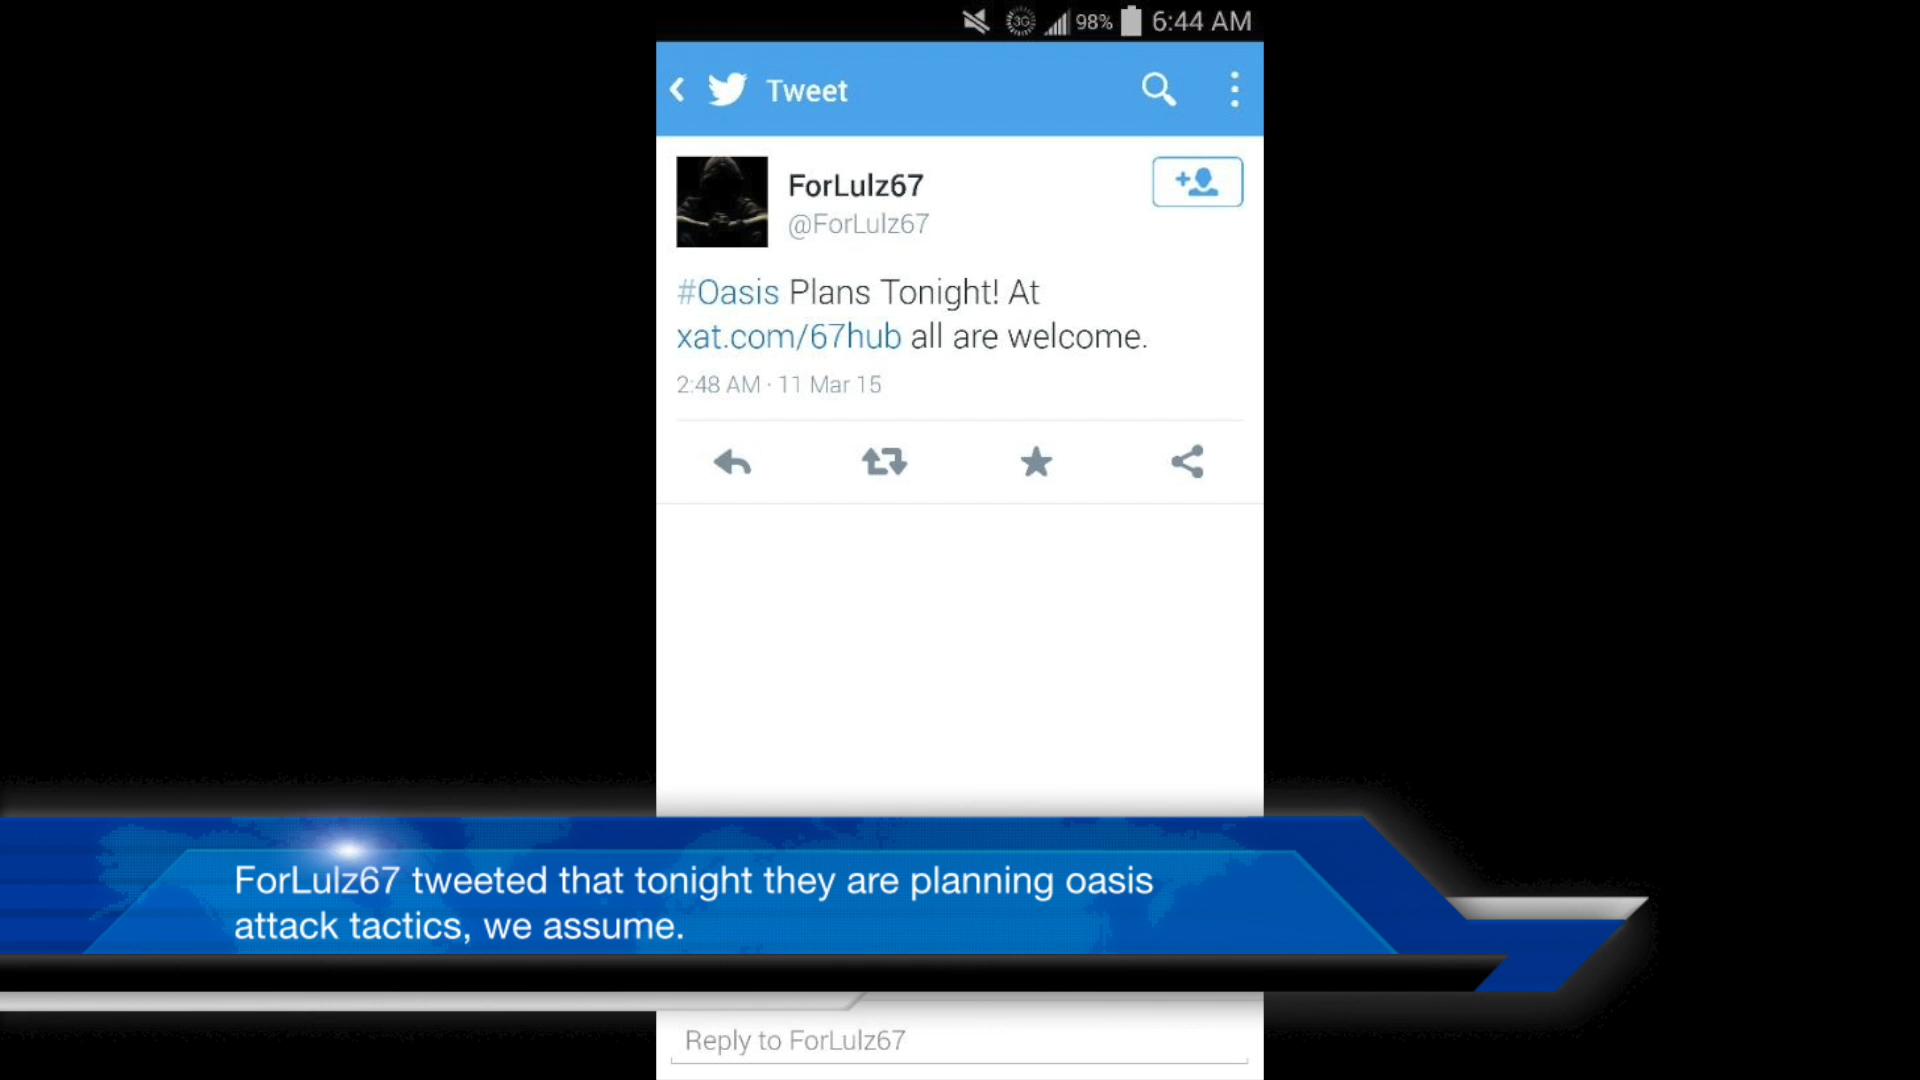 3G 98% 6:44 AM
Tweet
ForLulz67
@ForLulz67
#Oasis Plans Tonight! At
xat.com/67hub all are welcome.
2:48 AM · 11 Mar 15
ForLulz67 tweeted that tonight they are planning oasis
attack tactics, we assume.
Reply to ForLulz67